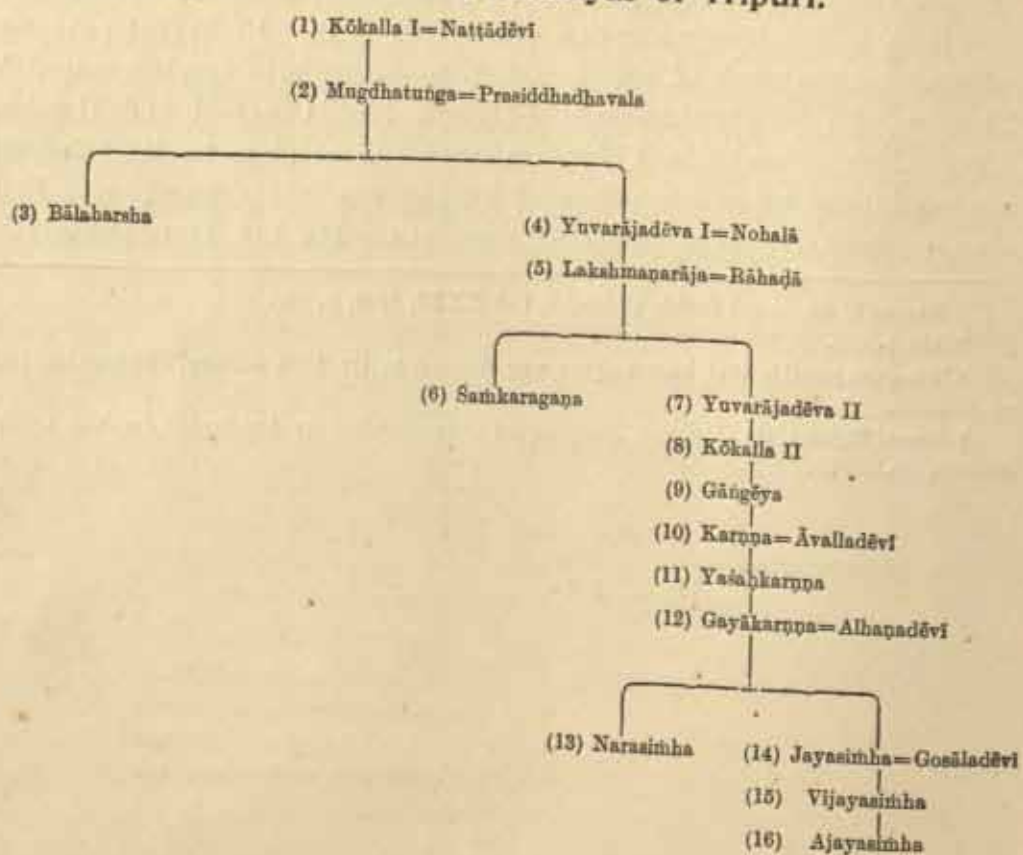 Tripuri.
(1) Kōkalla I=Naṭṭādēvī
(2) Mugdhatuṅga=Prasiddhadhavala
(3) Bālaharsha
(4) Yuvarājadēva I=Nohalā
(5) Lakshmaṇarāja=Rāhaḍā
(6) Saṁkaragaṇa
(7) Yuvarājadēva II
(8) Kōkalla II
(9) Gāṅgēya
(10) Karṇṇa=Āvalladēvī
(11) Yaśaḥkarṇṇa
(12) Gayākarṇṇa=Alhaṇadēvī
(13) Narasiṁha
(14) Jayasiṁha=Gosāladēvī
(15) Vijayasiṁha
(16) Ajayasiṁha